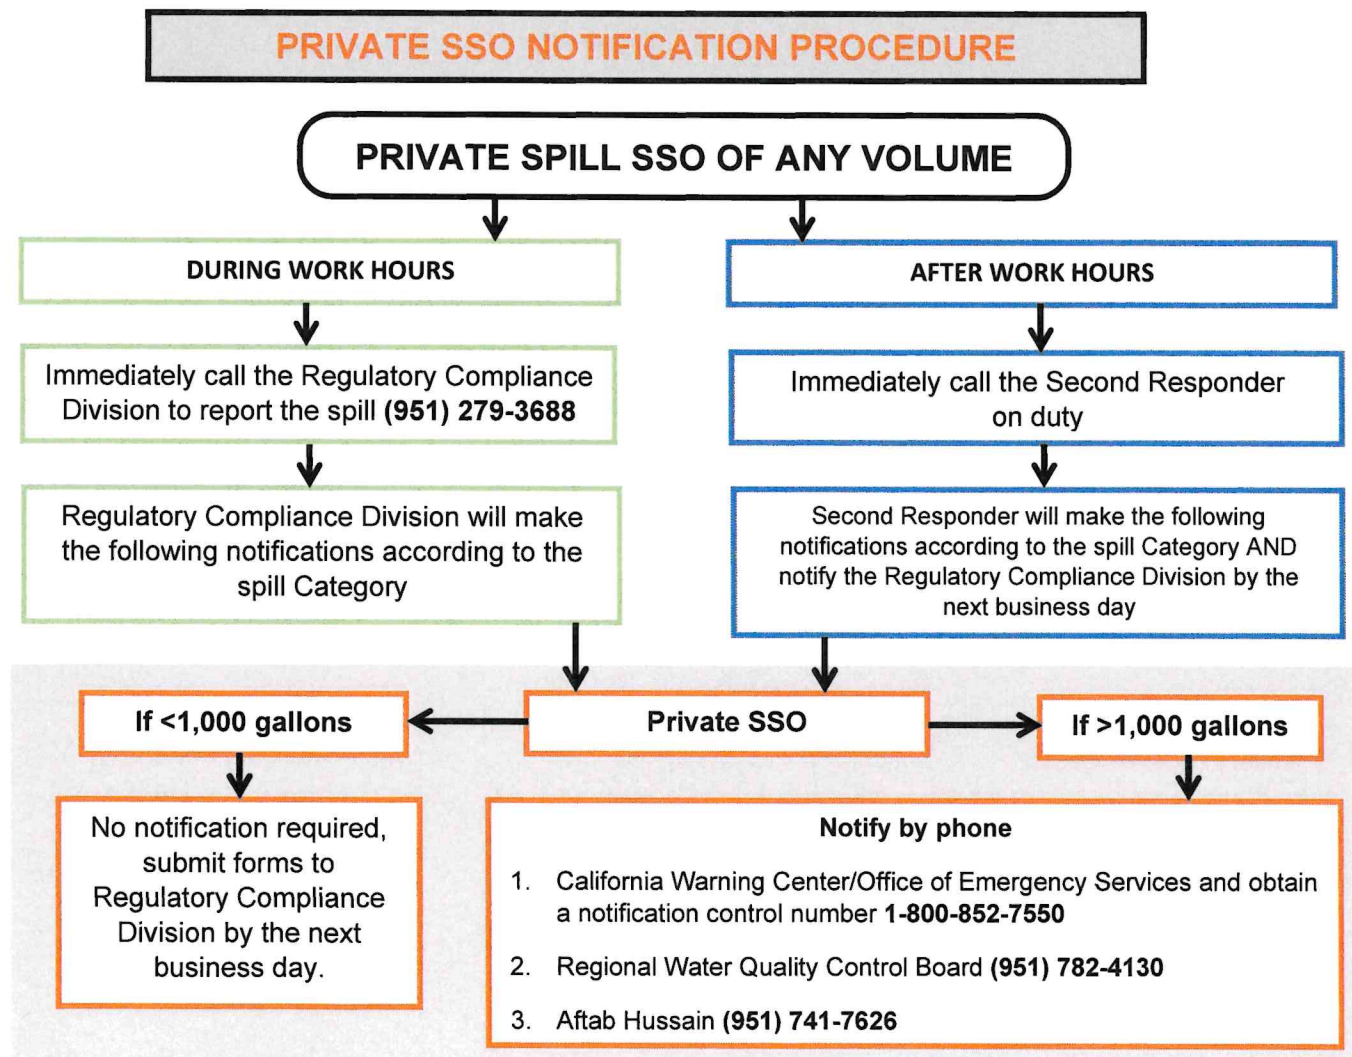 PRIVATE SSO NOTIFICATION PROCEDURE
PRIVATE SPILL SSO OF ANY VOLUME
DURING WORK HOURS
Immediately call the Regulatory Compliance
Division to report the spill (951) 279-3688
Regulatory Compliance Division will make
the following notifications according to the
spill Category
AFTER WORK HOURS
Immediately call the Second Responder
on duty
Second Responder will make the following
notifications according to the spill Category AND
notify the Regulatory Compliance Division by the
next business day
Private SSO
If <1,000 gallons
No notification required,
submit forms to
Regulatory Compliance
Division by the next
business day.
If >1,000 gallons
Notify by phone
1. California Warning Center/Office of Emergency Services and obtain
a notification control number 1-800-852-7550
2. Regional Water Quality Control Board (951) 782-4130
3. Aftab Hussain (951) 741-7626